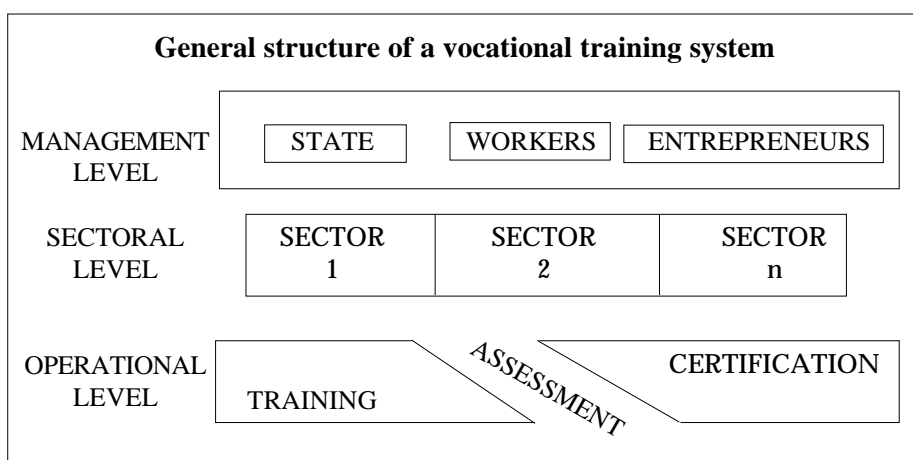 General structure of a vocational training system
MANAGEMENT
LEVEL
STATE
WORKERS
ENTREPRENEURS
SECTORAL
LEVEL
SECTOR
1
SECTOR
2
SECTOR
n
OPERATIONAL
LEVEL
TRAINING
ASSESSMENT
CERTIFICATION